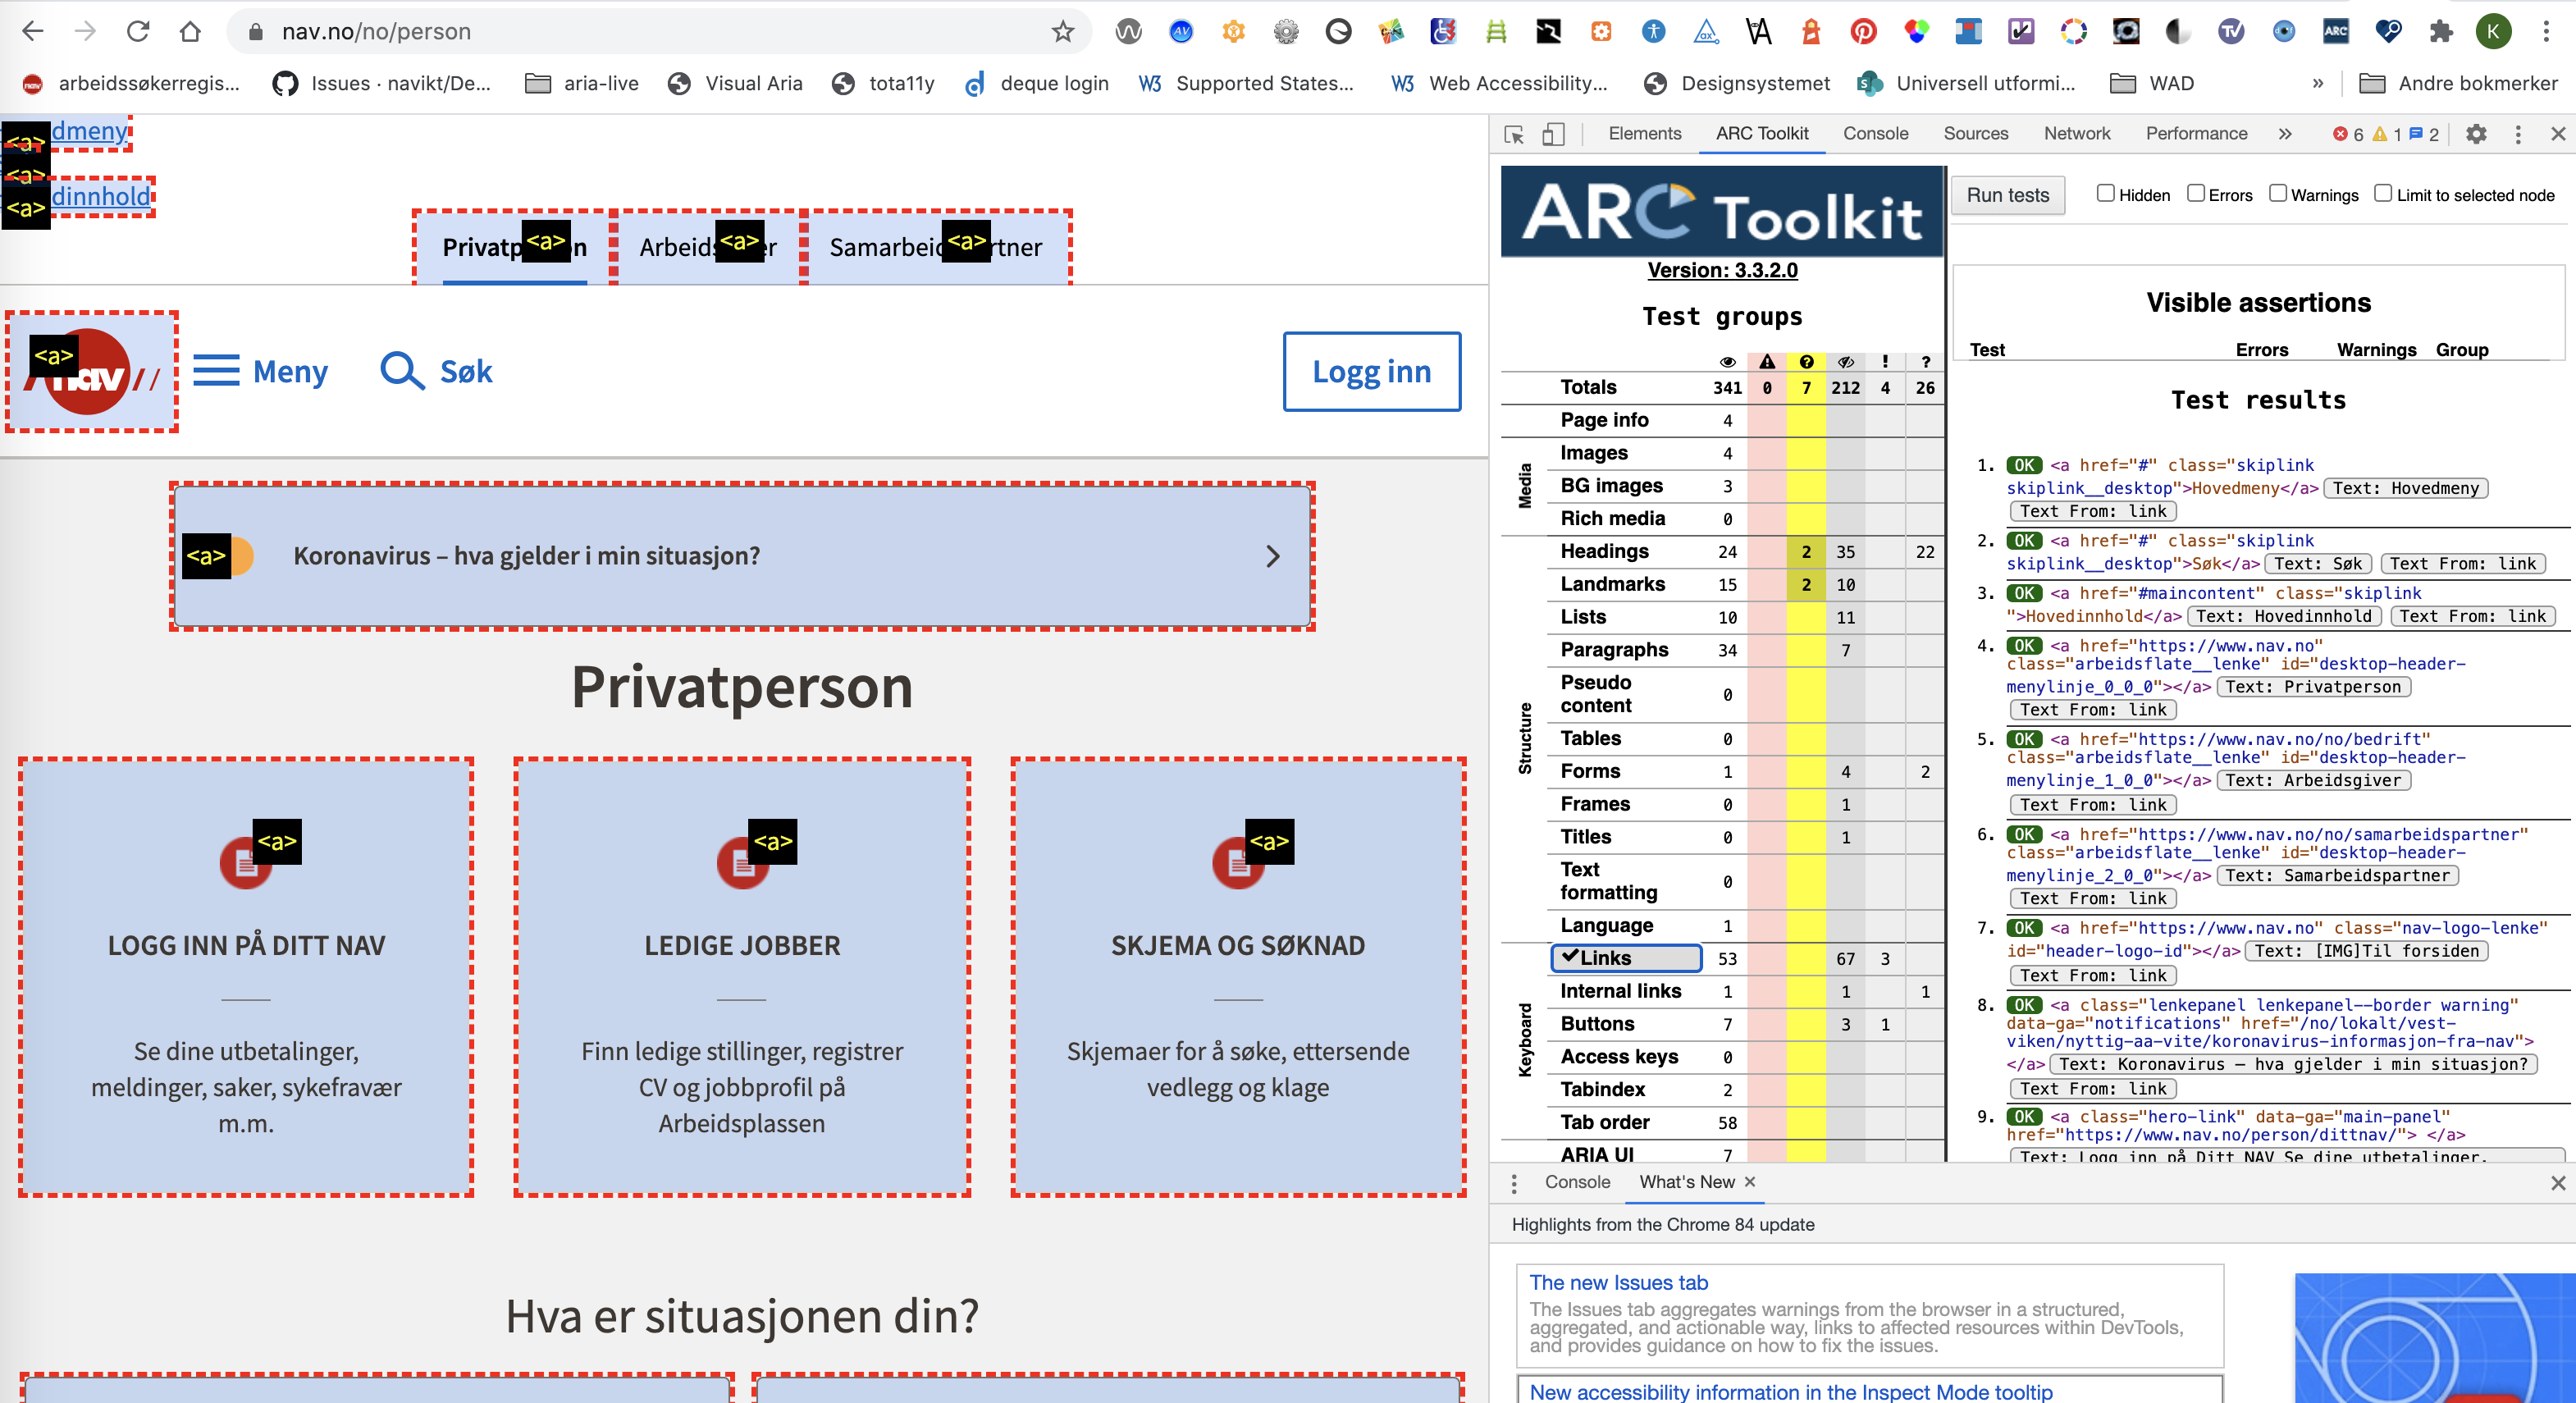 nav.no/no/person
K
arbeidssøkerregis...
Issues · navikt/De...
aria-live
Visual Aria
tota11y
deque login
Supported States...
Web Accessibility...
Designsystemet
Universell utformi...
WAD
»
Andre bokmerker
<a>
dmeny
<a>
<a>
dinnhold
Privatp <a> n
Arbeids <a> r
Samarbeid <a> rtner
<a>
nav
Meny
Søk
Logg inn
<a>
Koronavirus – hva gjelder i min situasjon?
Privatperson
<a>
LOGG INN PÅ DITT NAV
Se dine utbetalinger,
meldinger, saker, sykefravær
m.m.
<a>
LEDIGE JOBBER
Finn ledige stillinger, registrer
CV og jobbprofil på
Arbeidsplassen
<a>
SKJEMA OG SØKNAD
Skjemaer for å søke, ettersende
vedlegg og klage
Hva er situasjonen din?
Elements ARC Toolkit Console Sources Network Performance » 6 1 2
ARC Toolkit
Version: 3.3.2.0
Test groups
! ?
Totals 341 0 7 212 4 26
Page info 4
Media
Images 4
BG images 3
Rich media 0
Structure
Headings 24 2 35 22
Landmarks 15 2 10
Lists 10 11
Paragraphs 34 7
Pseudo
content 0
Tables 0
Forms 1 4 2
Frames 0 1
Titles 0 1
Text
formatting 0
Language 1
Keyboard
Links 53 67 3
Internal links 1 1 1
Buttons 7 3 1
Access keys 0
Tabindex 2
Tab order 58
ARIA UI 7
Run tests Hidden Errors Warnings Limit to selected node
Visible assertions
Test Errors Warnings Group
Test results
1. OK <a href="#" class="skiplink
skiplink__desktop">Hovedmeny</a> Text: Hovedmeny
Text From: link
2. OK <a href="#" class="skiplink
skiplink__desktop">Søk</a> Text: Søk Text From: link
3. OK <a href="#maincontent" class="skiplink
">Hovedinnhold</a> Text: Hovedinnhold Text From: link
4. OK <a href="https://www.nav.no"
class="arbeidsflate__lenke" id="desktop-header-
menylinje_0_0_0"></a> Text: Privatperson
Text From: link
5. OK <a href="https://www.nav.no/no/bedrift"
class="arbeidsflate__lenke" id="desktop-header-
menylinje_1_0_0"></a> Text: Arbeidsgiver
Text From: link
6. OK <a href="https://www.nav.no/no/samarbeidspartner"
class="arbeidsflate__lenke" id="desktop-header-
menylinje_2_0_0"></a> Text: Samarbeidspartner
Text From: link
7. OK <a href="https://www.nav.no" class="nav-logo-lenke"
id="header-logo-id"></a> Text: [IMG]Til forsiden
Text From: link
8. OK <a class="lenkepanel lenkepanel--border warning"
data-ga="notifications" href="/no/lokalt/vest-
viken/nyttig-aa-vite/koronavirus-informasjon-fra-nav">
</a> Text: Koronavirus – hva gjelder i min situasjon?
Text From: link
9. OK <a class="hero-link" data-ga="main-panel"
href="https://www.nav.no/person/dittnav/"> </a>
Text: Logg inn på Ditt NAV Se dine utbetalinger,
Console What's New
Highlights from the Chrome 84 update
The new Issues tab
The Issues tab aggregates warnings from the browser in a structured,
aggregated, and actionable way, links to affected resources within DevTools,
and provides guidance on how to fix the issues.
New accessibility information in the Inspect Mode tooltip